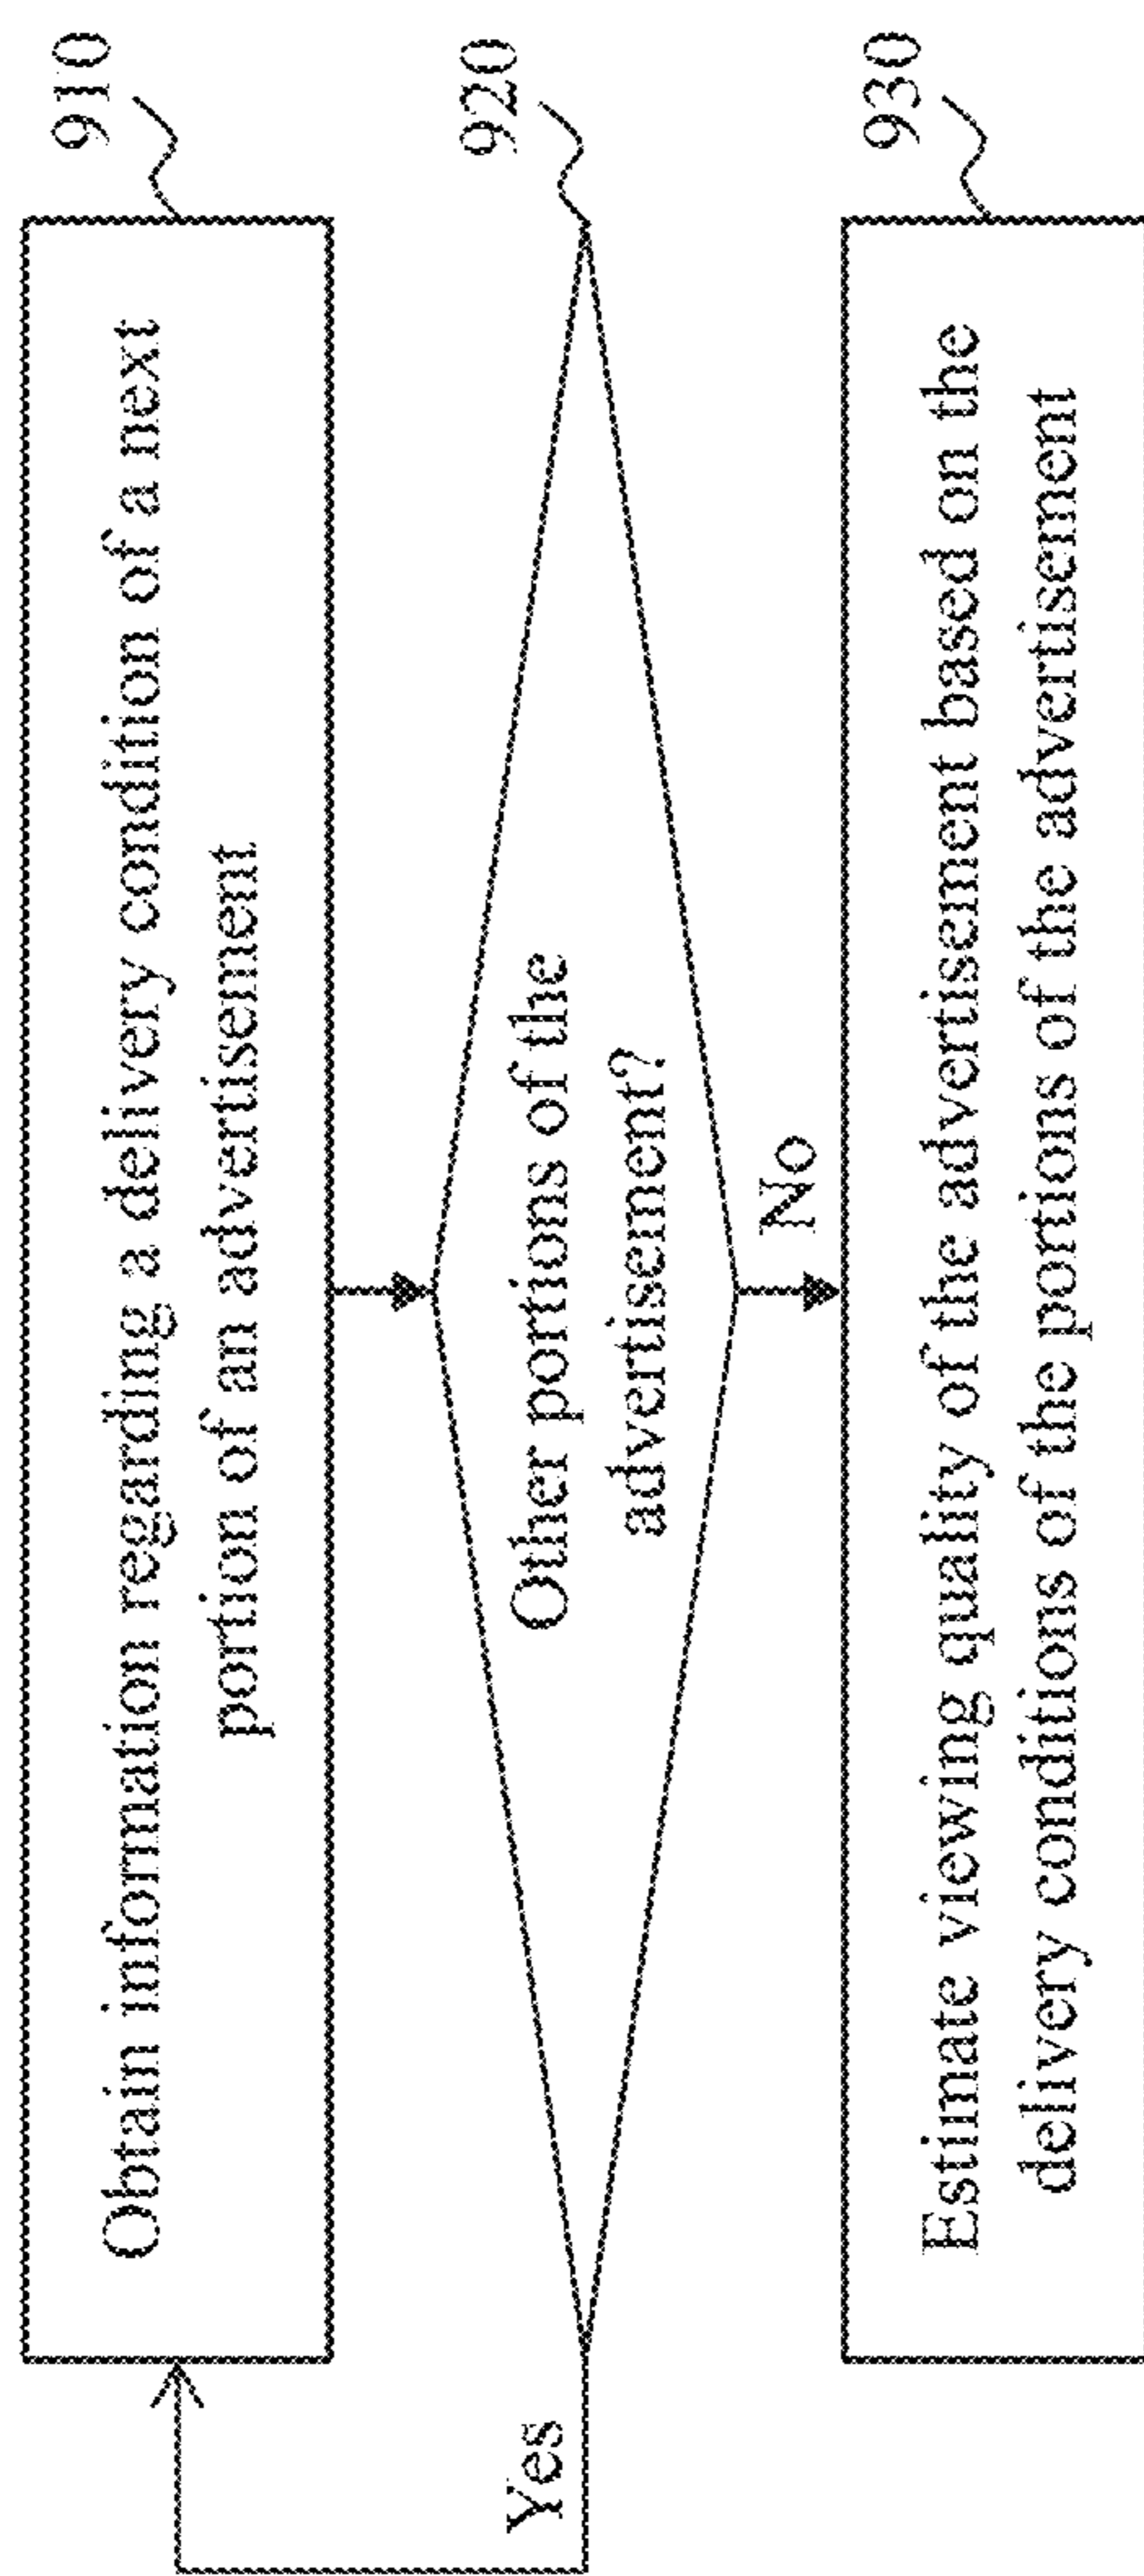 910
Obtain information regarding a delivery condition of a next
portion of an advertisement
920
Other portions of the
advertisement?
Yes
No
930
Estimate viewing quality of the advertisement based on the
delivery conditions of the portions of the advertisement